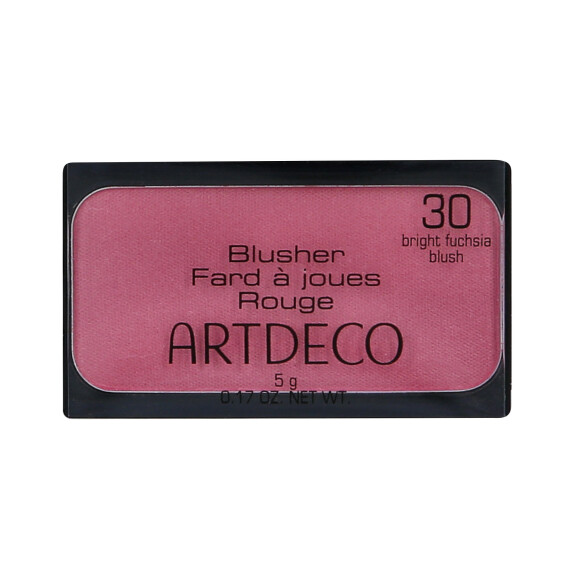 30
bright fuchsia
blush
Blusher
Fard à joues
Rouge
ARTDECO
5 g
0.17 OZ. NET WT.